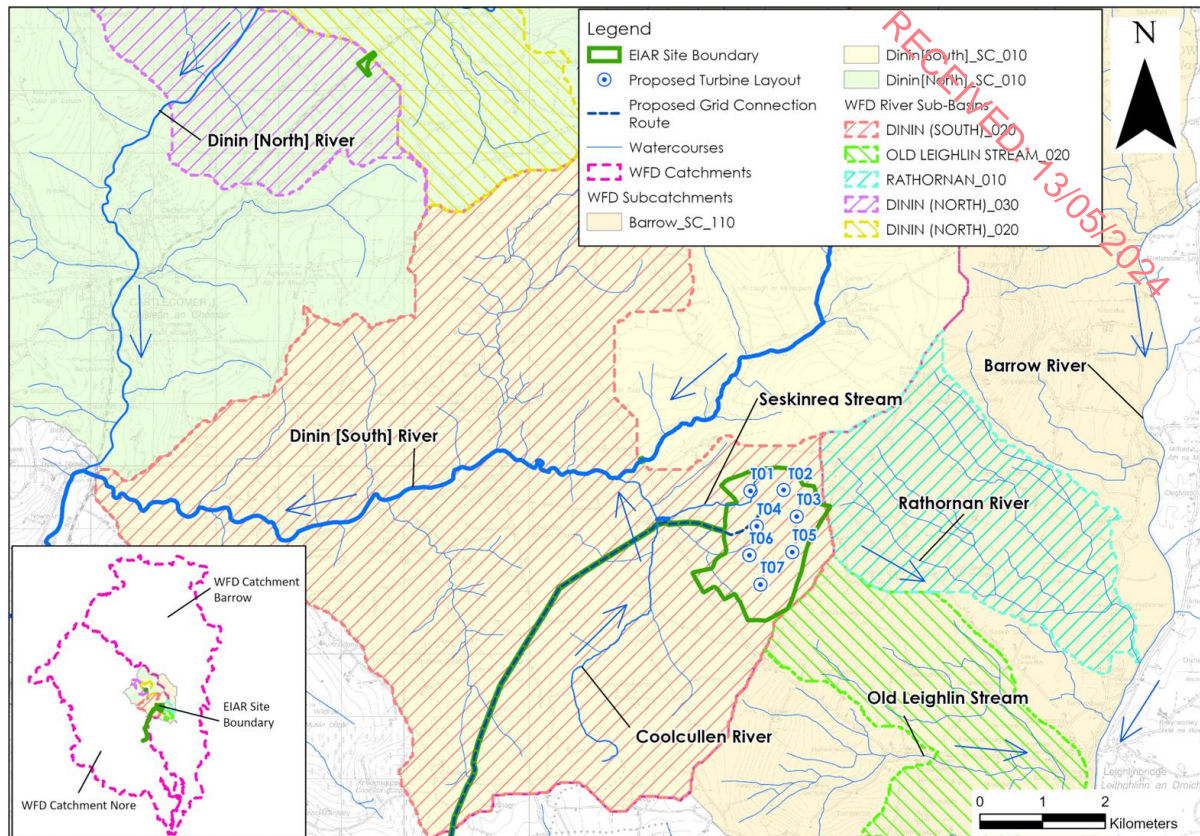 Legend
EIAR Site Boundary
Proposed Turbine Layout
Proposed Grid Connection
Route
Watercourses
WFD Catchments
WFD Subcatchments
Barrow_SC_110
Dinin[South]_SC_010
Dinin[North]_SC_010
WFD River Sub-Basins
DININ (SOUTH)_020
OLD LEIGHLIN STREAM_020
RATHORNAN_010
DININ (NORTH)_030
DININ (NORTH)_020
RECEIVED: 13/05/2024
N
Dinin [North] River
Barrow River
Seskinrea Stream
Dinin [South] River
T01
T02
T03
T04
T05
T06
T07
Rathornan River
Old Leighlin Stream
Coolcullen River
WFD Catchment
Barrow
EIAR Site
Boundary
WFD Catchment Nore
CASTLECOMER
Leighlinbridge
0 1 2
Kilometers